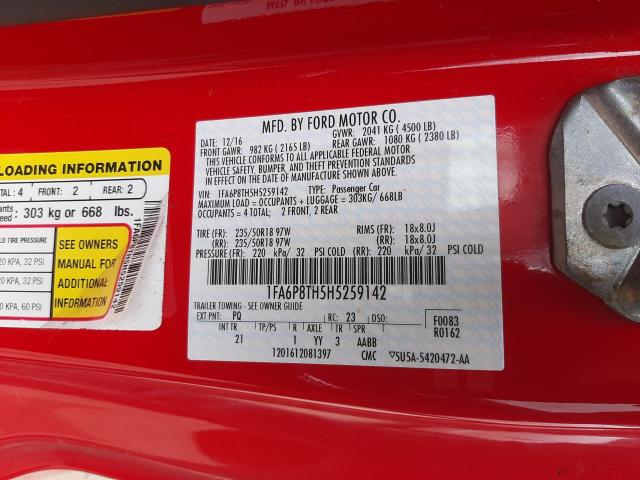 MFD. BY FORD MOTOR CO.
DATE: 12/16 GVWR: 2041 KG ( 4500 LB)
FRONT GAWR: 982 KG ( 2165 LB) REAR GAWR: 1080 KG ( 2380 LB)
THIS VEHICLE CONFORMS TO ALL APPLICABLE FEDERAL MOTOR
VEHICLE SAFETY, BUMPER, AND THEFT PREVENTION STANDARDS
IN EFFECT ON THE DATE OF MANUFACTURE SHOWN ABOVE.
VIN: 1FA6P8TH5H5259142 TYPE: Passenger Car
MAXIMUM LOAD = OCCUPANTS + LUGGAGE = 303KG/ 668LB
OCCUPANTS = 4 TOTAL: 2 FRONT, 2 REAR
TIRE (FR): 235/50R18 97W RIMS (FR): 18x8.0J
(RR): 235/50R18 97W (RR): 18x8.0J
PRESSURE (FR): 220 kPa/ 32 PSI COLD (RR): 220 kPa/ 32 PSI COLD
1FA6P8TH5H5259142
TRAILER TOWING - SEE OWNER GUIDE
EXT PNT: PQ RC: 23 DSO:
F0083
R0162
INT TR TP/PS R AXLE TR SPR
21 1 YY 3 AABB
1201612081397 CMC 5U5A-5420472-AA
LOADING INFORMATION
TAL : 4 FRONT: 2 REAR: 2
pants
eed : 303 kg or 668 lbs.
LD TIRE PRESSURE
20 KPA, 32 PSI
20 KPA, 32 PSI
20 KPA, 60 PSI
SEE OWNERS
MANUAL FOR
ADDITIONAL
INFORMATION